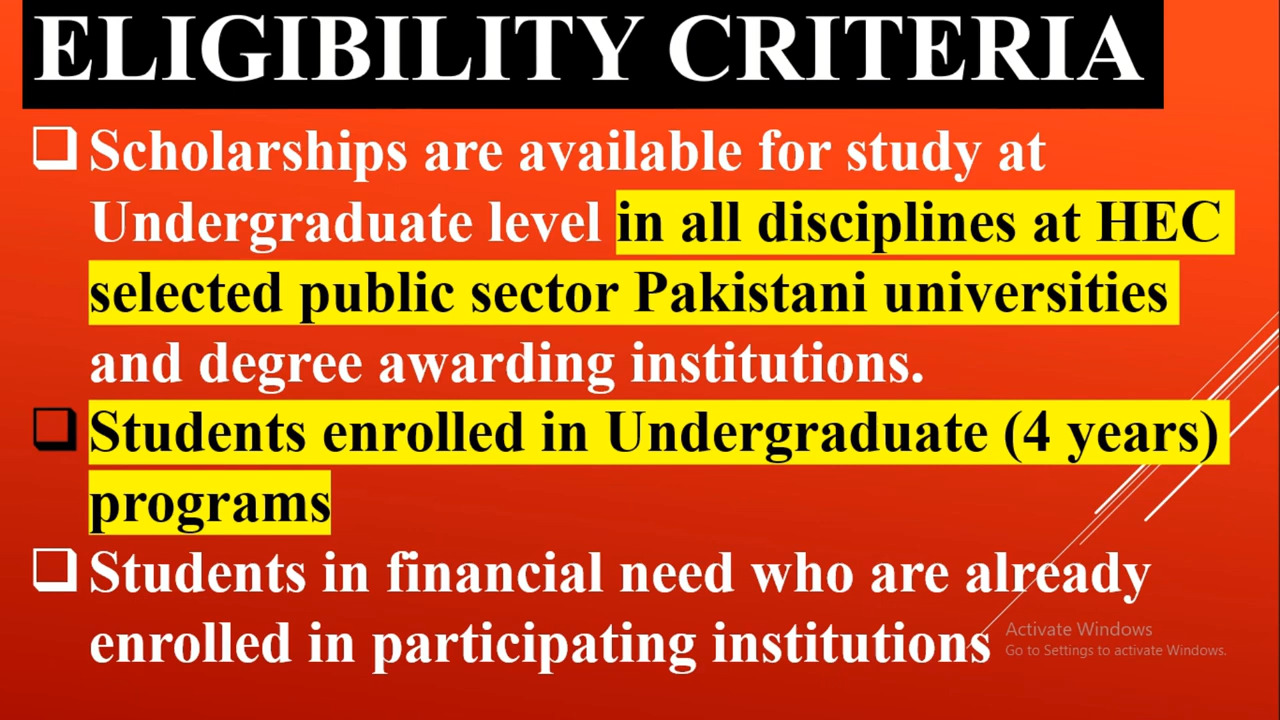 ELIGIBILITY CRITERIA
❑ Scholarships are available for study at
Undergraduate level in all disciplines at HEC
selected public sector Pakistani universities
and degree awarding institutions.
❑ Students enrolled in Undergraduate (4 years)
programs
❑ Students in financial need who are already
enrolled in participating institutions
Activate Windows
Go to Settings to activate Windows.